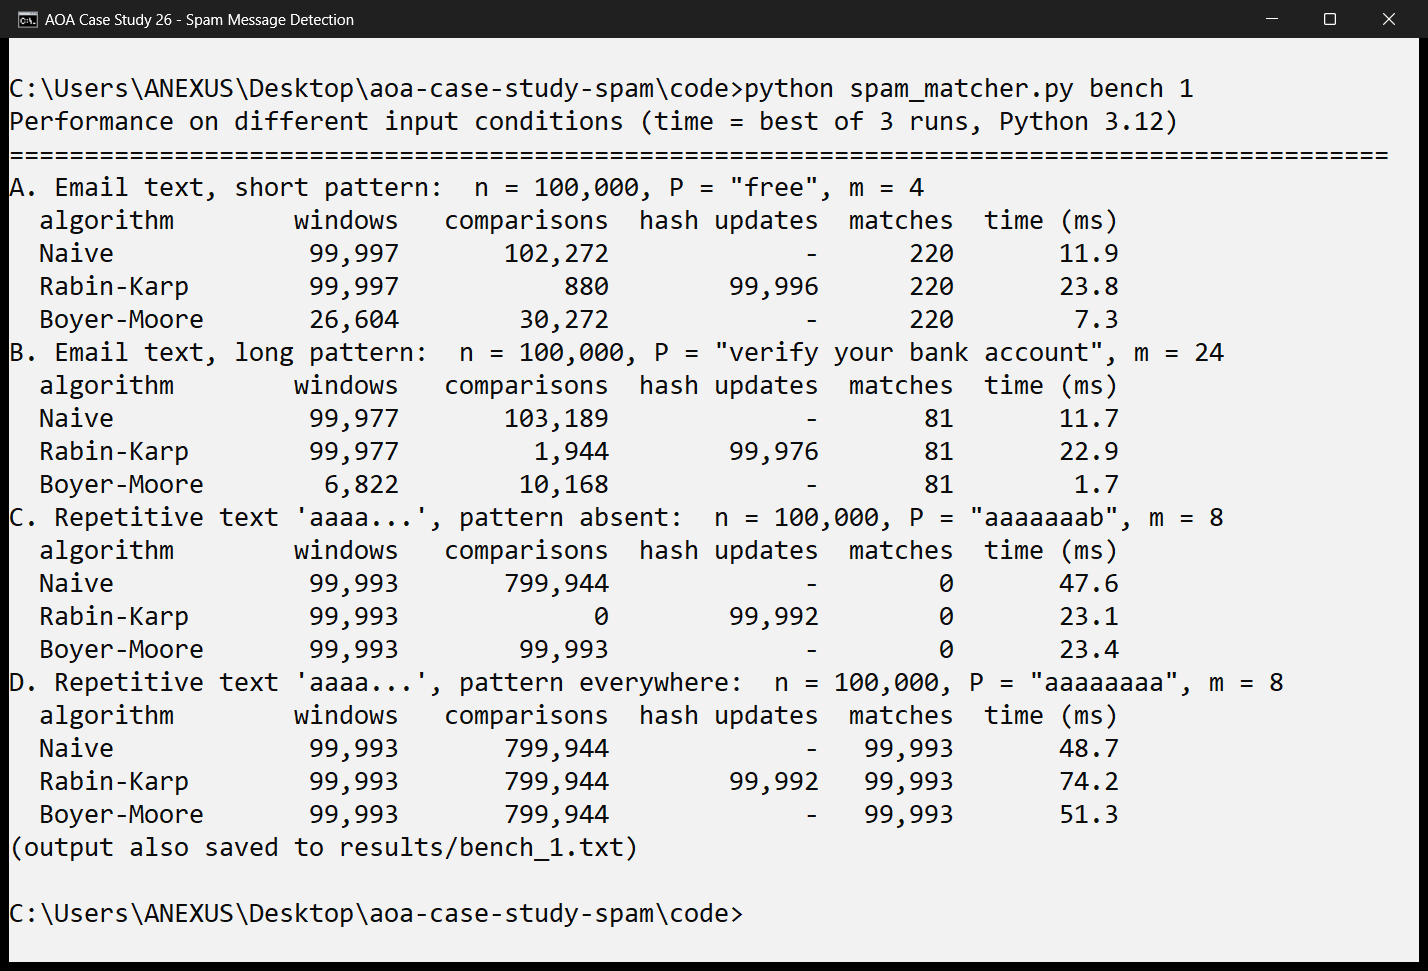 AOA Case Study 26 - Spam Message Detection
C:\Users\ANEXUS\Desktop\aoa-case-study-spam\code>python spam_matcher.py bench 1
Performance on different input conditions (time = best of 3 runs, Python 3.12)
============================================================================================
A. Email text, short pattern:  n = 100,000, P = "free", m = 4
  algorithm        windows   comparisons  hash updates  matches  time (ms)
  Naive             99,997       102,272             -      220       11.9
  Rabin-Karp        99,997           880        99,996      220       23.8
  Boyer-Moore       26,604        30,272             -      220        7.3
B. Email text, long pattern:  n = 100,000, P = "verify your bank account", m = 24
  algorithm        windows   comparisons  hash updates  matches  time (ms)
  Naive             99,977       103,189             -       81       11.7
  Rabin-Karp        99,977         1,944        99,976       81       22.9
  Boyer-Moore        6,822        10,168             -       81        1.7
C. Repetitive text 'aaaa...', pattern absent:  n = 100,000, P = "aaaaaaab", m = 8
  algorithm        windows   comparisons  hash updates  matches  time (ms)
  Naive             99,993       799,944             -        0       47.6
  Rabin-Karp        99,993             0        99,992        0       23.1
  Boyer-Moore       99,993        99,993             -        0       23.4
D. Repetitive text 'aaaa...', pattern everywhere:  n = 100,000, P = "aaaaaaaa", m = 8
  algorithm        windows   comparisons  hash updates  matches  time (ms)
  Naive             99,993       799,944             -   99,993       48.7
  Rabin-Karp        99,993       799,944        99,992   99,993       74.2
  Boyer-Moore       99,993       799,944             -   99,993       51.3
(output also saved to results/bench_1.txt)
C:\Users\ANEXUS\Desktop\aoa-case-study-spam\code>